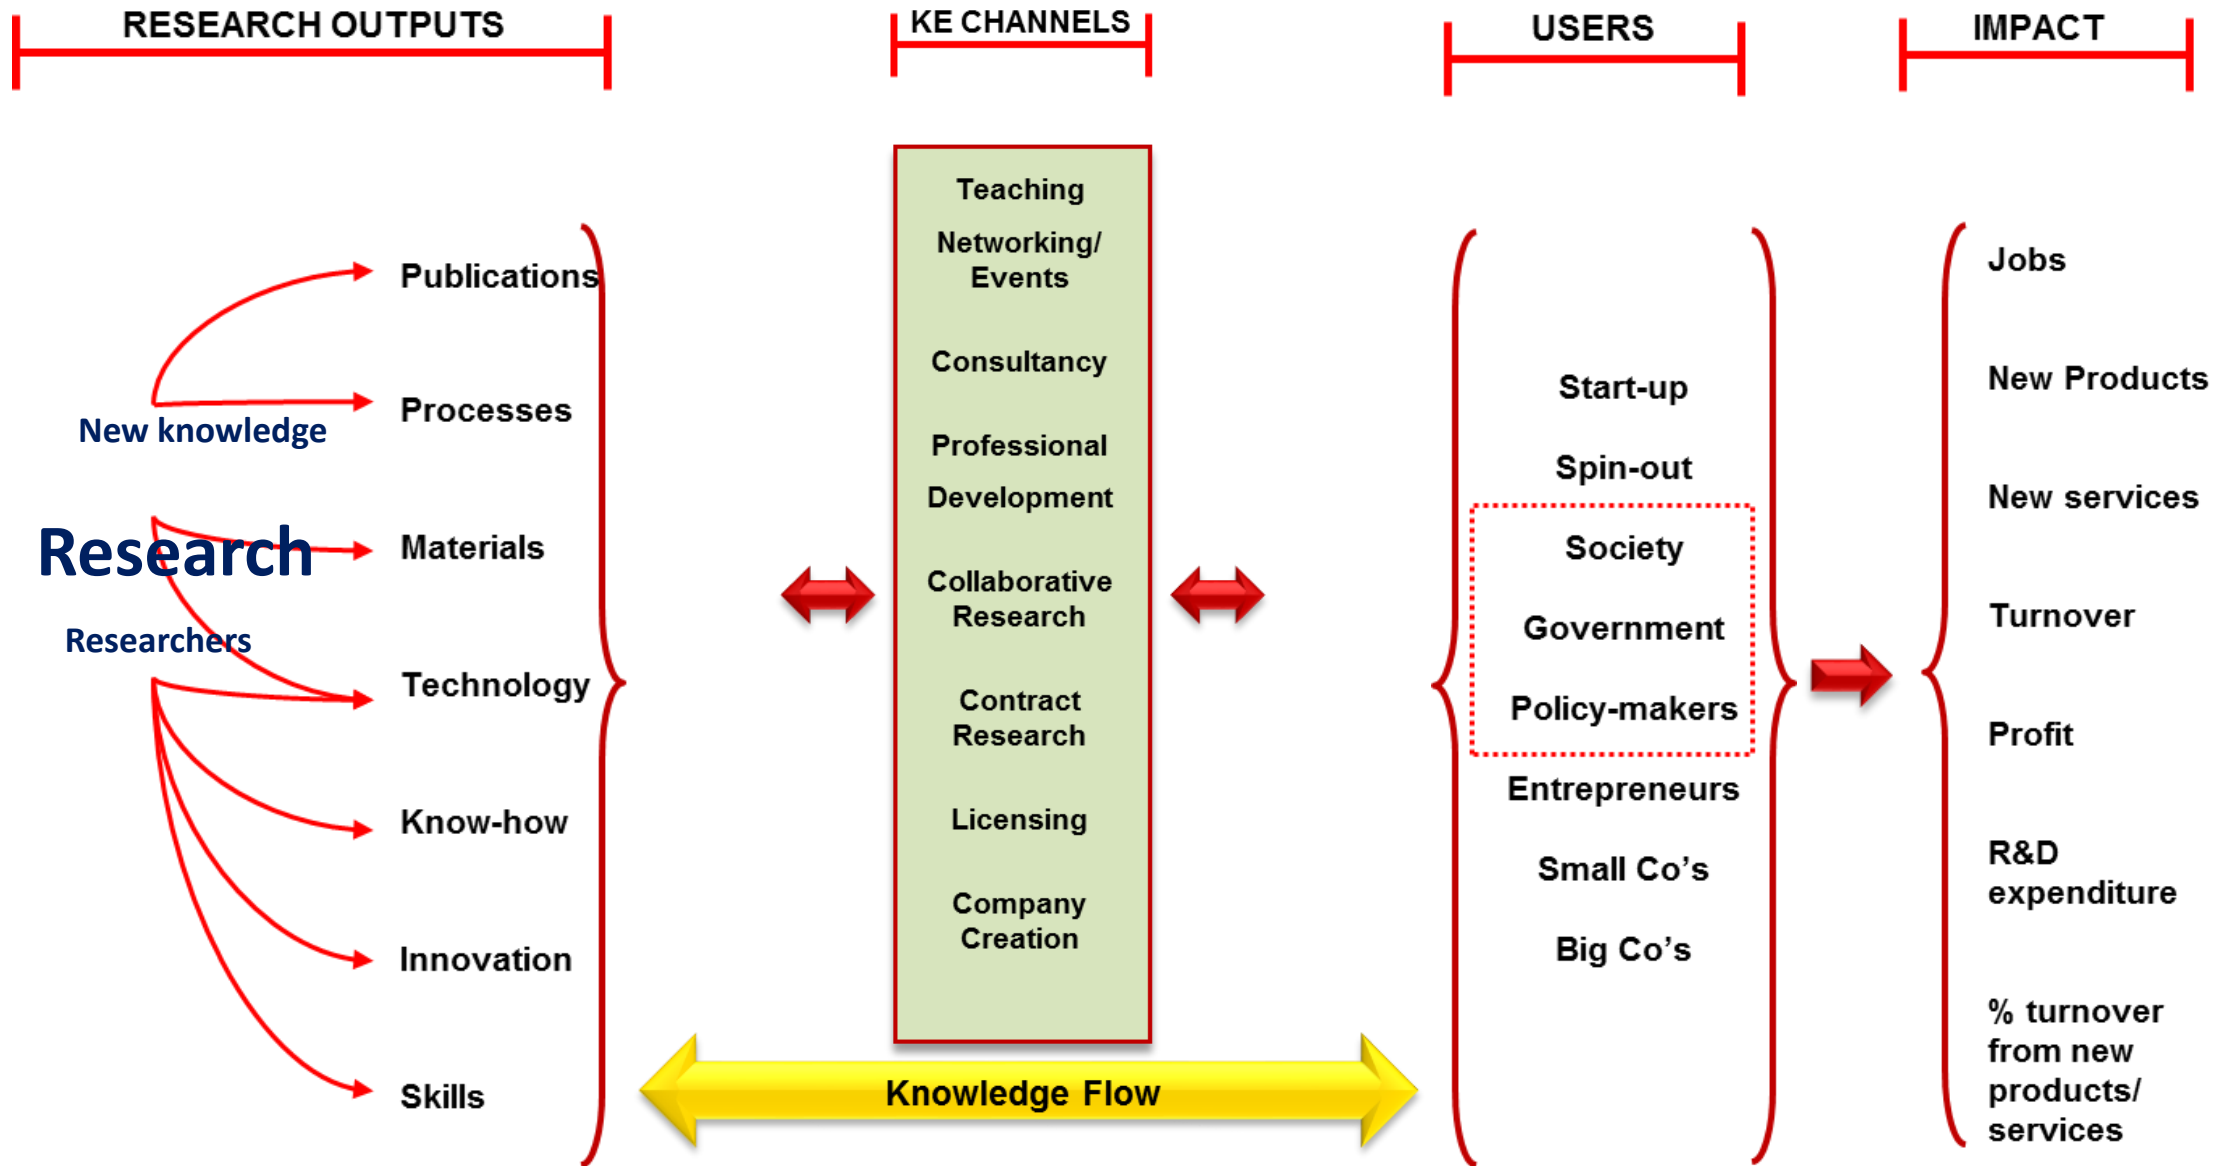 RESEARCH OUTPUTS
KE CHANNELS
USERS
IMPACT
New knowledge
Research
Researchers
Publications
Processes
Materials
Technology
Know-how
Innovation
Skills
Teaching
Networking/
Events
Consultancy
Professional
Development
Collaborative
Research
Contract
Research
Licensing
Company
Creation
Knowledge Flow
Start-up
Spin-out
Society
Government
Policy-makers
Entrepreneurs
Small Co’s
Big Co’s
Jobs
New Products
New services
Turnover
Profit
R&D
expenditure
% turnover
from new
products/
services